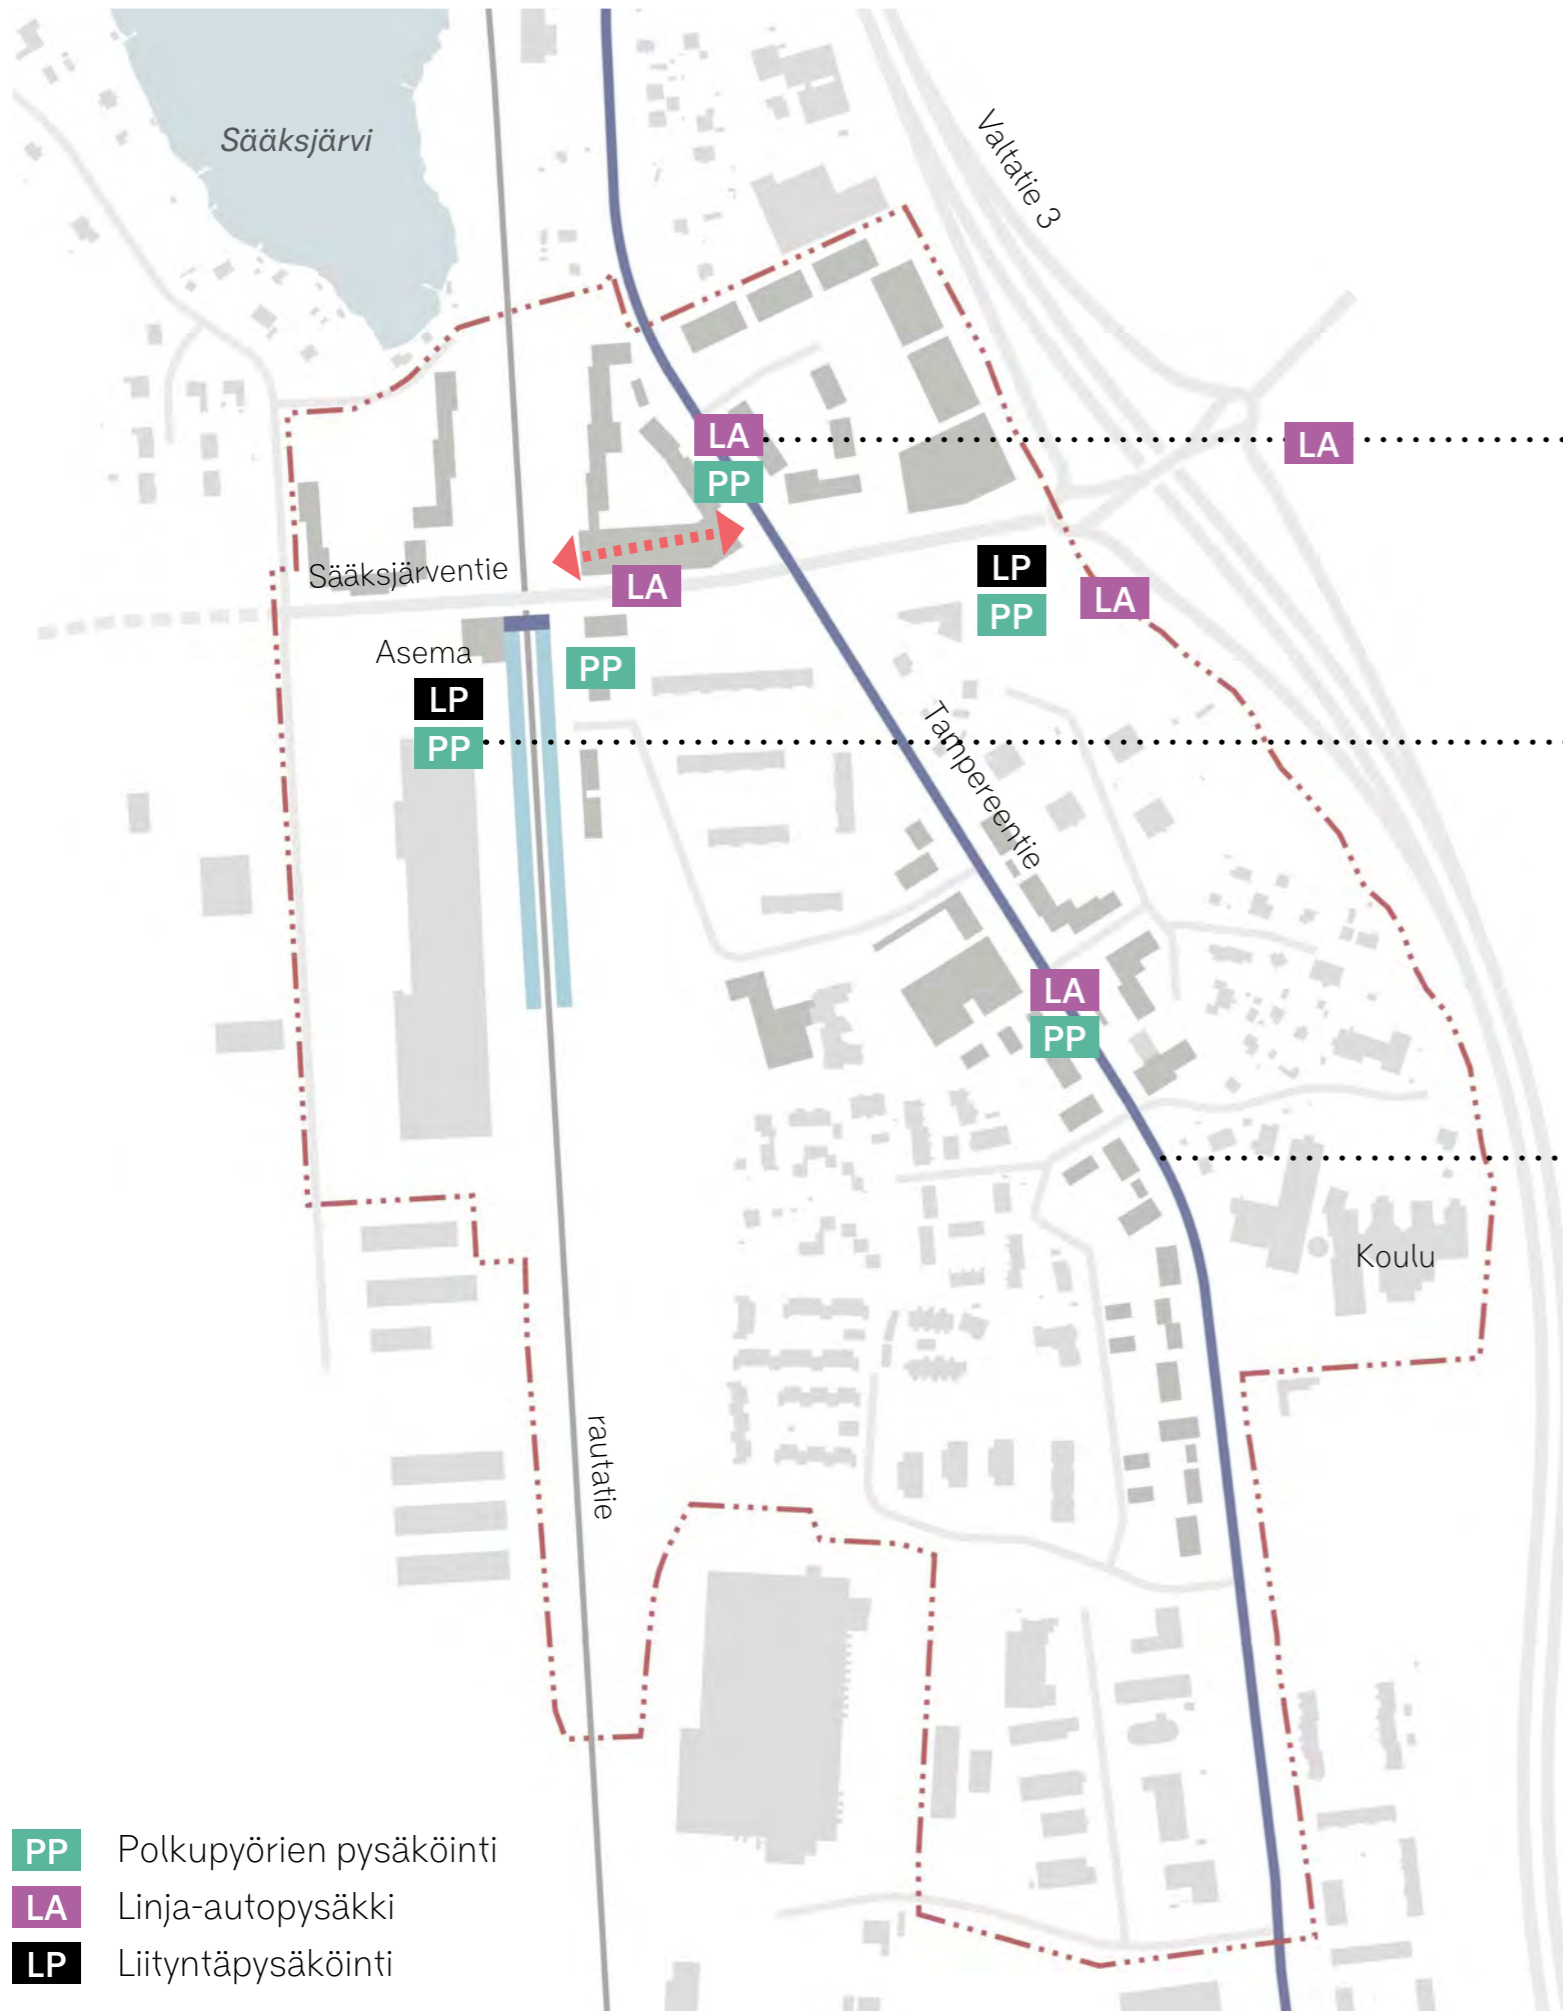 Sääksjärvi
Valtatie 3
LA
LA
PP
Sääksjärventie
LA
LP
PP
LA
Asema
PP
LP
PP
Tampereentie
LA
PP
Koulu
rautatie
PP Polkupyörien pysäköinti
LA Linja-autopysäkki
LP Liityntäpysäköinti